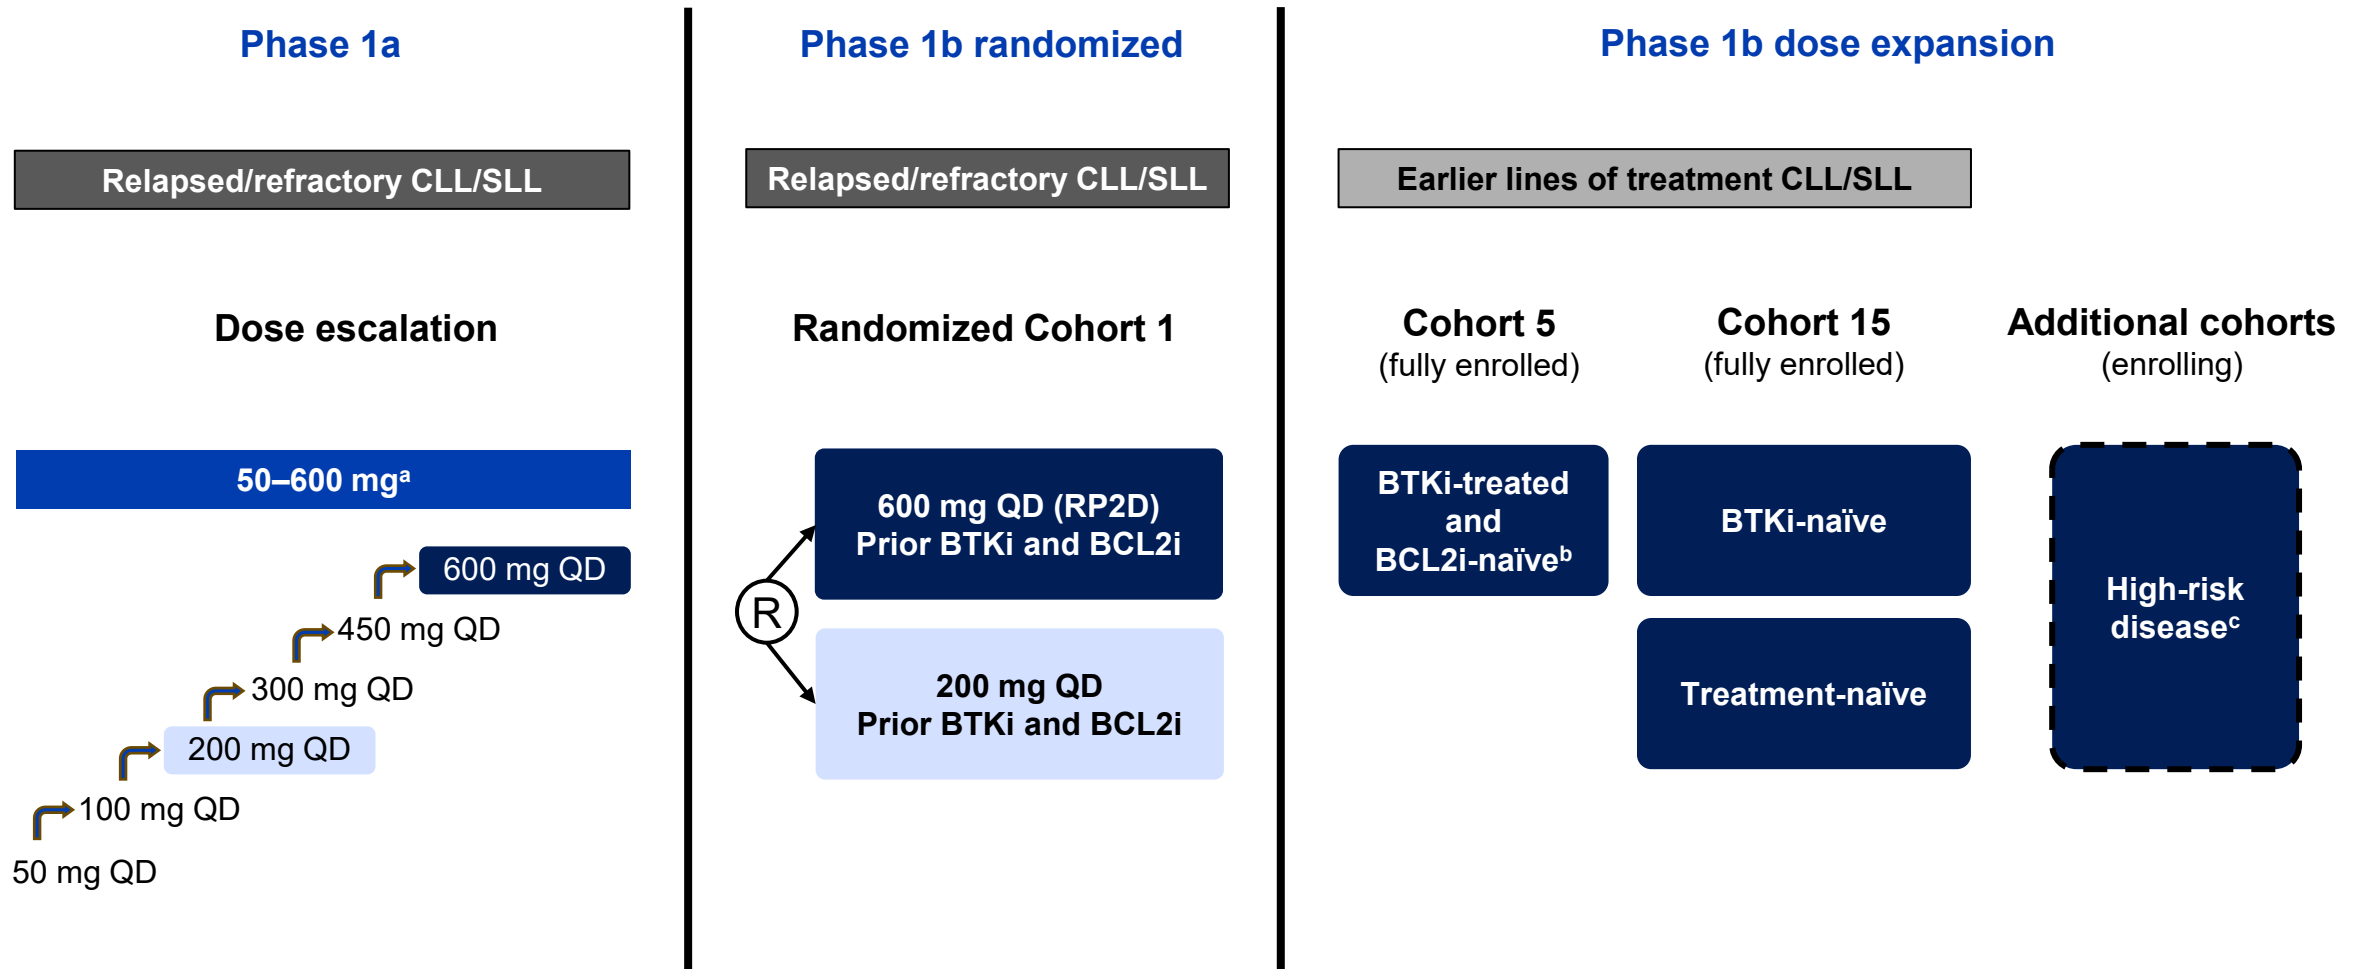 Phase 1a
Relapsed/refractory CLL/SLL
Dose escalation
50–600 mgᵃ
600 mg QD
450 mg QD
300 mg QD
200 mg QD
100 mg QD
50 mg QD
Phase 1b randomized
Relapsed/refractory CLL/SLL
Randomized Cohort 1
R
600 mg QD (RP2D)
Prior BTKi and BCL2i
200 mg QD
Prior BTKi and BCL2i
Phase 1b dose expansion
Earlier lines of treatment CLL/SLL
Cohort 5
(fully enrolled)
BTKi-treated
and
BCL2i-naïveᵇ
Cohort 15
(fully enrolled)
BTKi-naïve
Treatment-naïve
Additional cohorts
(enrolling)
High-risk
diseaseᶜ